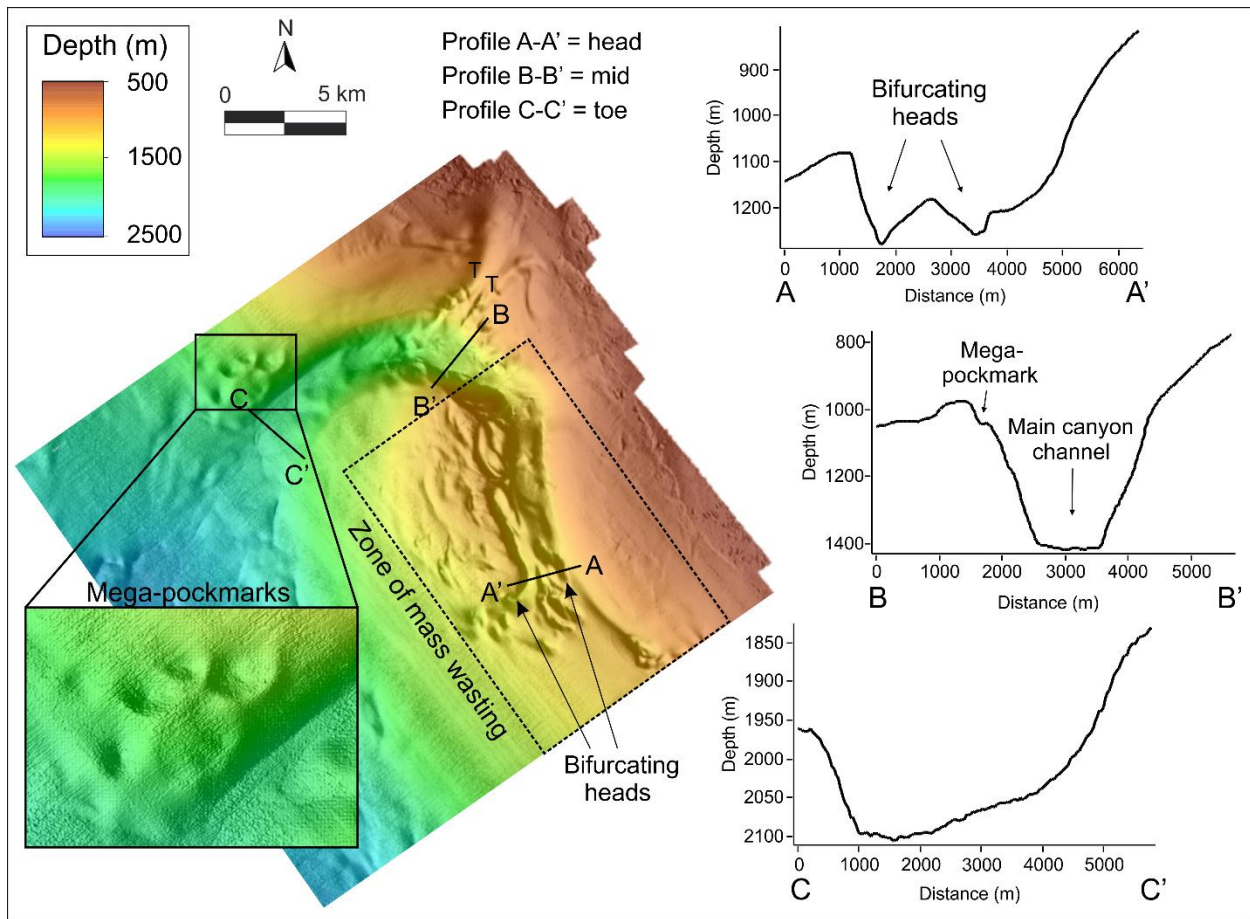 Depth (m)
500
1500
2500
N
0 5 km
Profile A-A’ = head
Profile B-B’ = mid
Profile C-C’ = toe
T
T
B
B’
C
C’
A
A’
Zone of mass wasting
Bifurcating
heads
Mega-pockmarks
Depth (m)
900
1000
1100
1200
Bifurcating
heads
0 1000 2000 3000 4000 5000 6000
A Distance (m) A’
Depth (m)
800
1000
1200
1400
Mega-
pockmark
Main canyon
channel
0 1000 2000 3000 4000 5000
B Distance (m) B’
Depth (m)
1850
1900
1950
2000
2050
2100
0 1000 2000 3000 4000 5000
C Distance (m) C’